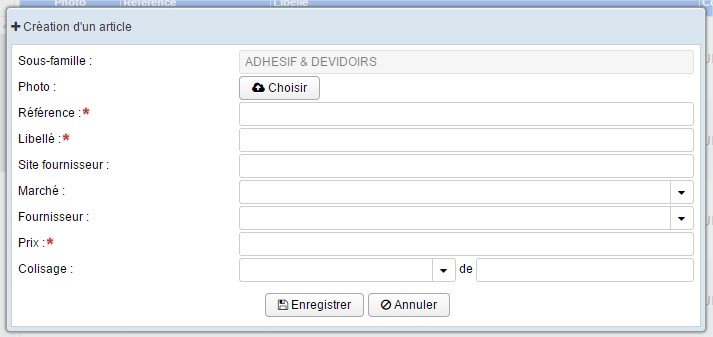 Photo Référence Libellé
Création d'un article
Sous-famille : ADHESIF & DEVIDOIRS
Photo : Choisir
Référence :*
Libellé :*
Site fournisseur :
Marché :
Fournisseur :
Prix :*
Colisage : de
Enregistrer Annuler